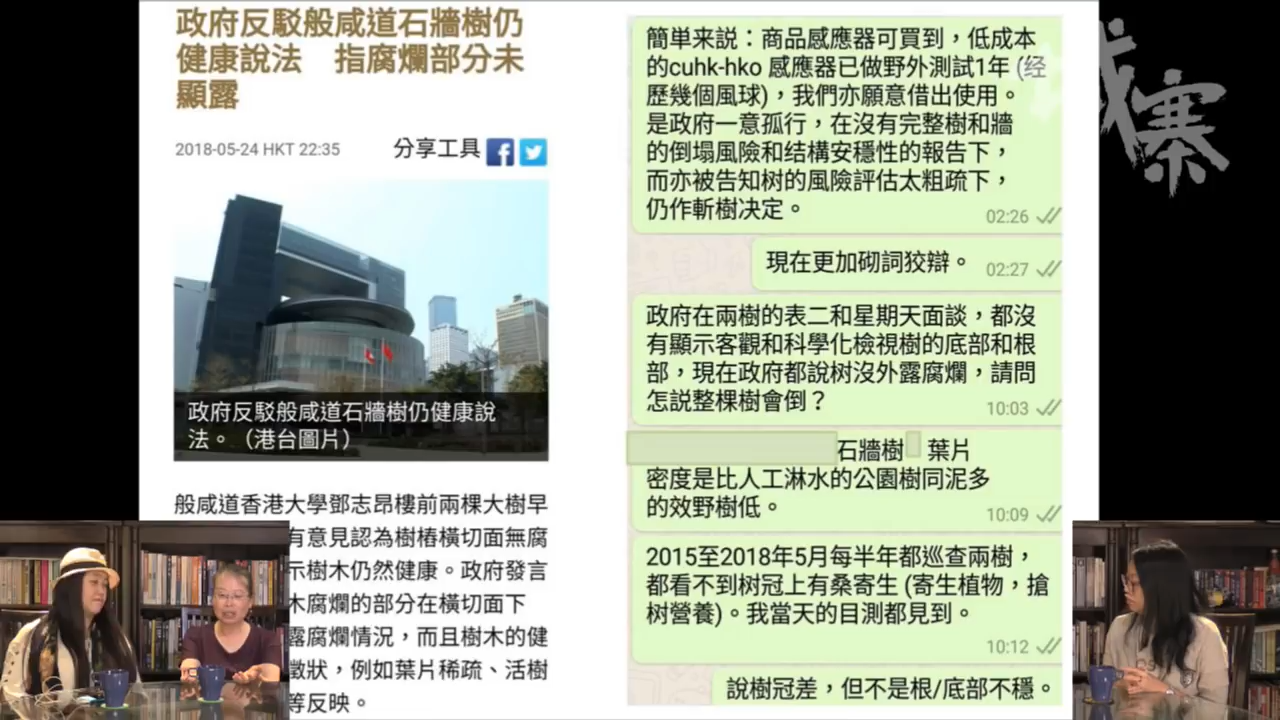 政府反駁般咸道石牆樹仍
健康說法　指腐爛部分未
顯露
2018-05-24 HKT 22:35
分享工具
政府反駁般咸道石牆樹仍健康說
法。（港台圖片）
般咸道香港大學鄧志昂樓前兩棵大樹早
有意見認為樹樁橫切面無腐
示樹木仍然健康。政府發言
木腐爛的部分在橫切面下
露腐爛情況，而且樹木的健
徵狀，例如葉片稀疏、活樹
等反映。
簡単来説：商品感應器可買到，低成本
的cuhk-hko 感應器已做野外測試1年 (经
歷幾個風球)，我們亦願意借出使用。
是政府一意孤行，在沒有完整樹和牆
的倒塌風險和结構安穩性的報告下，
而亦被告知树的風險評估太粗疏下，
仍作斬樹决定。
02:26
現在更加砌詞狡辯。
02:27
政府在兩樹的表二和星期天面談，都沒
有顯示客觀和科學化檢視樹的底部和根
部，現在政府都說树沒外露腐爛，請問
怎説整棵樹會倒？
10:03
石牆樹 葉片
密度是比人工淋水的公園樹同泥多
的效野樹低。
10:09
2015至2018年5月每半年都巡查兩樹，
都看不到树冠上有桑寄生 (寄生植物，搶
树營養)。我當天的目測都見到。
10:12
說樹冠差，但不是根/底部不穩。
城寨